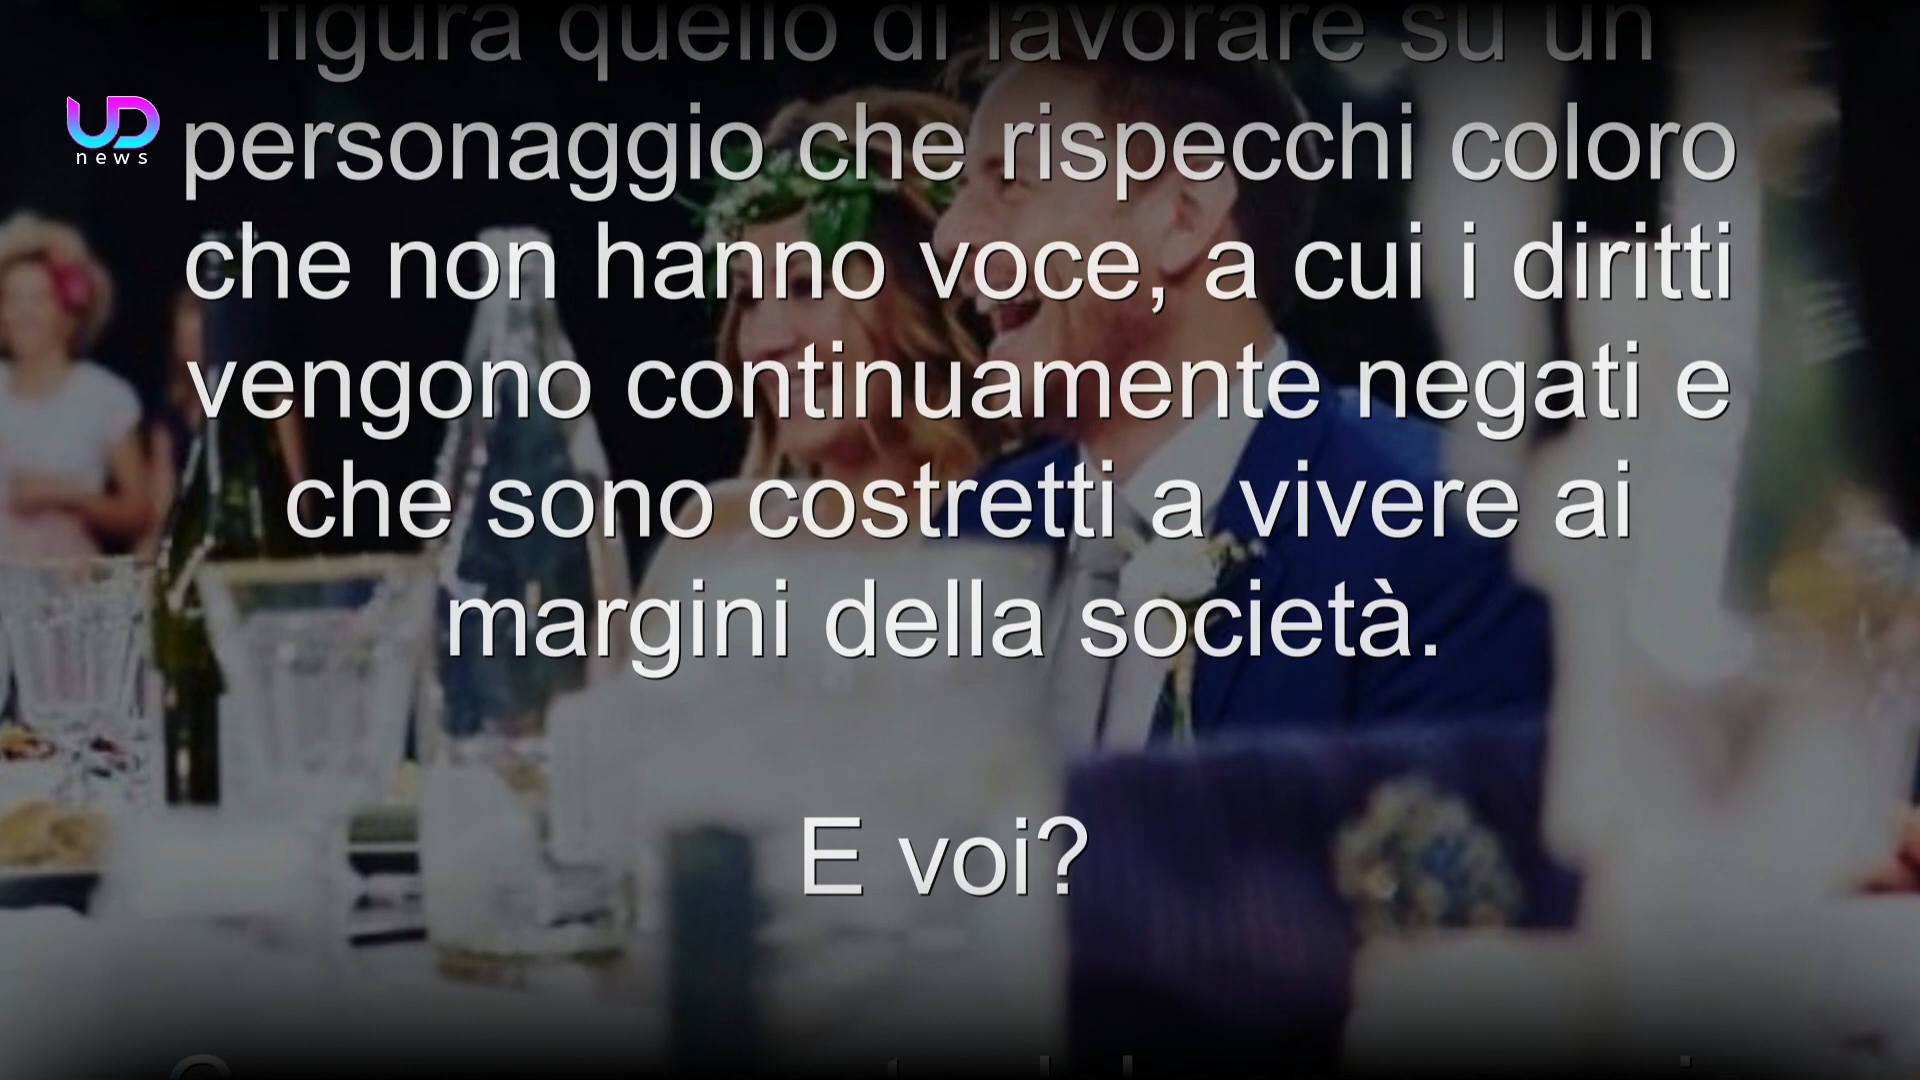 figura quello di lavorare su un
UD
news
personaggio che rispecchi coloro
che non hanno voce, a cui i diritti
vengono continuamente negati e
che sono costretti a vivere ai
margini della società.
E voi?